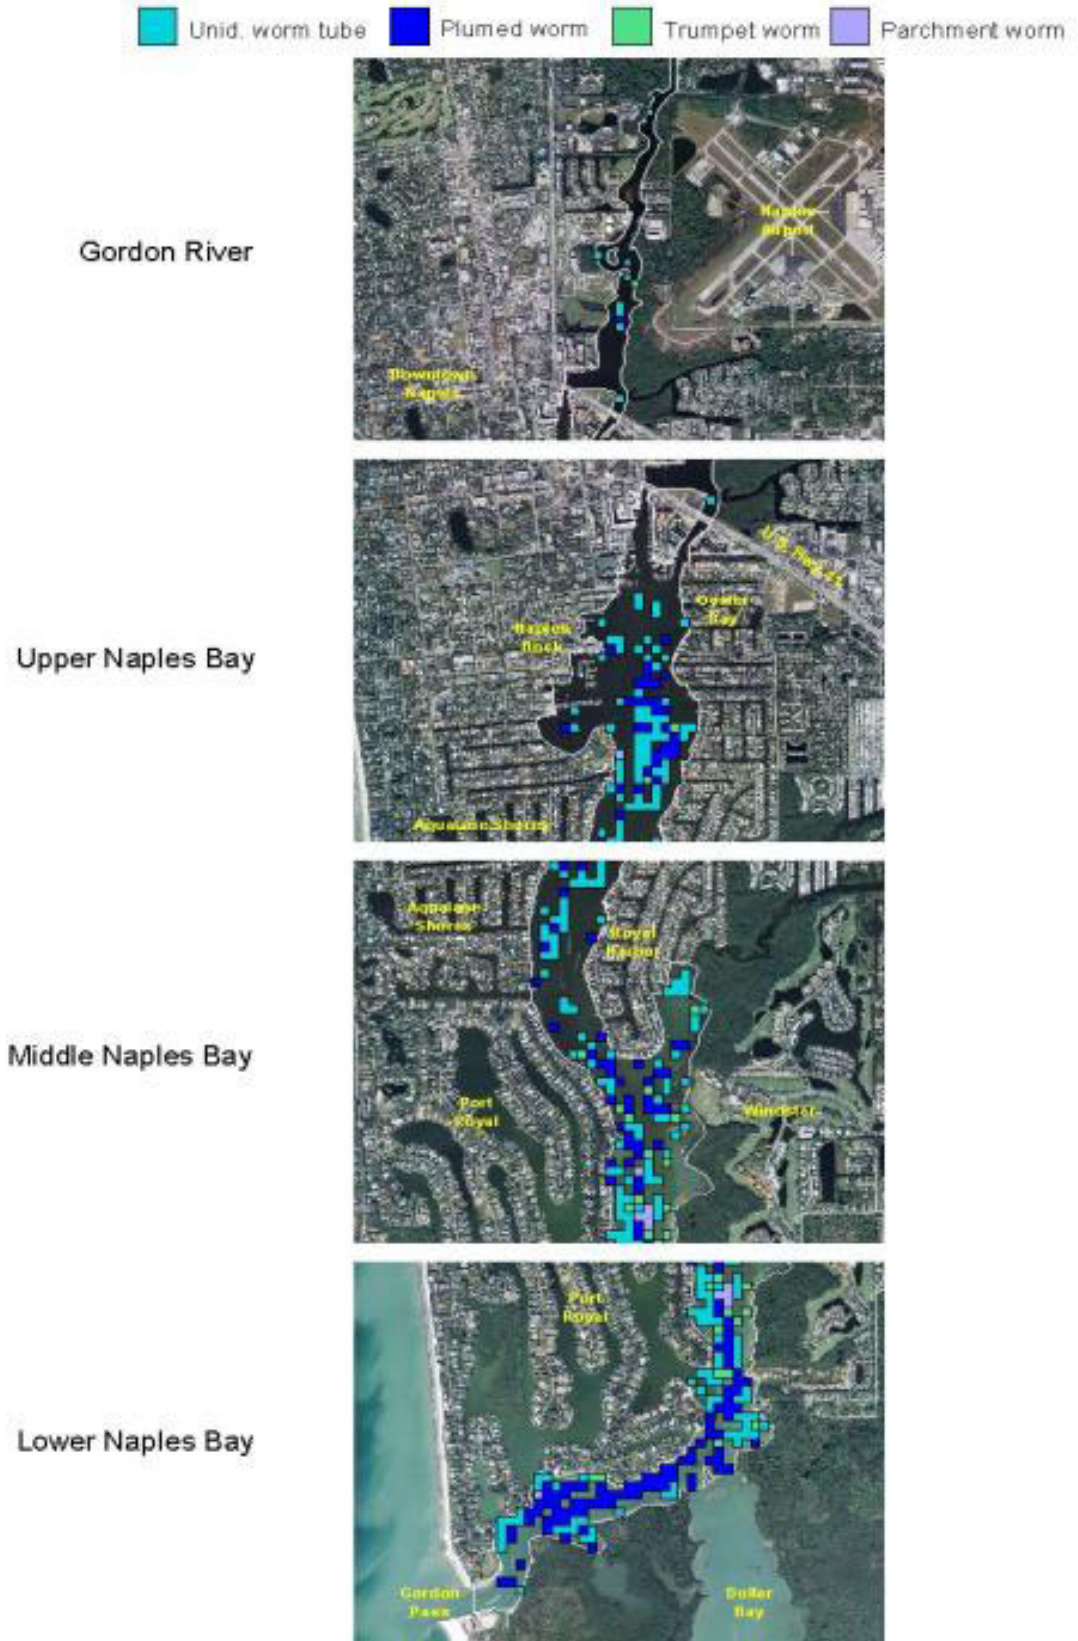 Unid. worm tube Plumed worm Trumpet worm Parchment worm
Gordon River
Naples
Airport
Downtown
Naples
Upper Naples Bay
U.S. Hwy 41
Oyster
Bay
Naples
Dock
Aqualane Shores
Middle Naples Bay
Aqualane
Shores
Royal
Harbor
Port
Royal
Windstar
Lower Naples Bay
Port
Royal
Gordon
Pass
Dollar
Bay